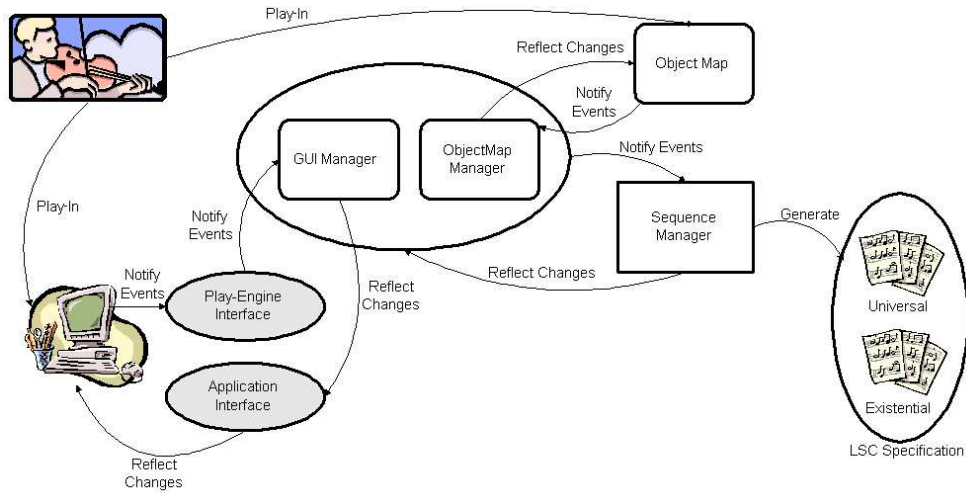 Play-In
Reflect Changes
Object Map
Notify
Events
GUI Manager
ObjectMap
Manager
Notify Events
Play-In
Notify
Events
Sequence
Manager
Generate
Reflect Changes
Notify
Events
Play-Engine
Interface
Reflect
Changes
Universal
Application
Interface
Existential
LSC Specification
Reflect
Changes